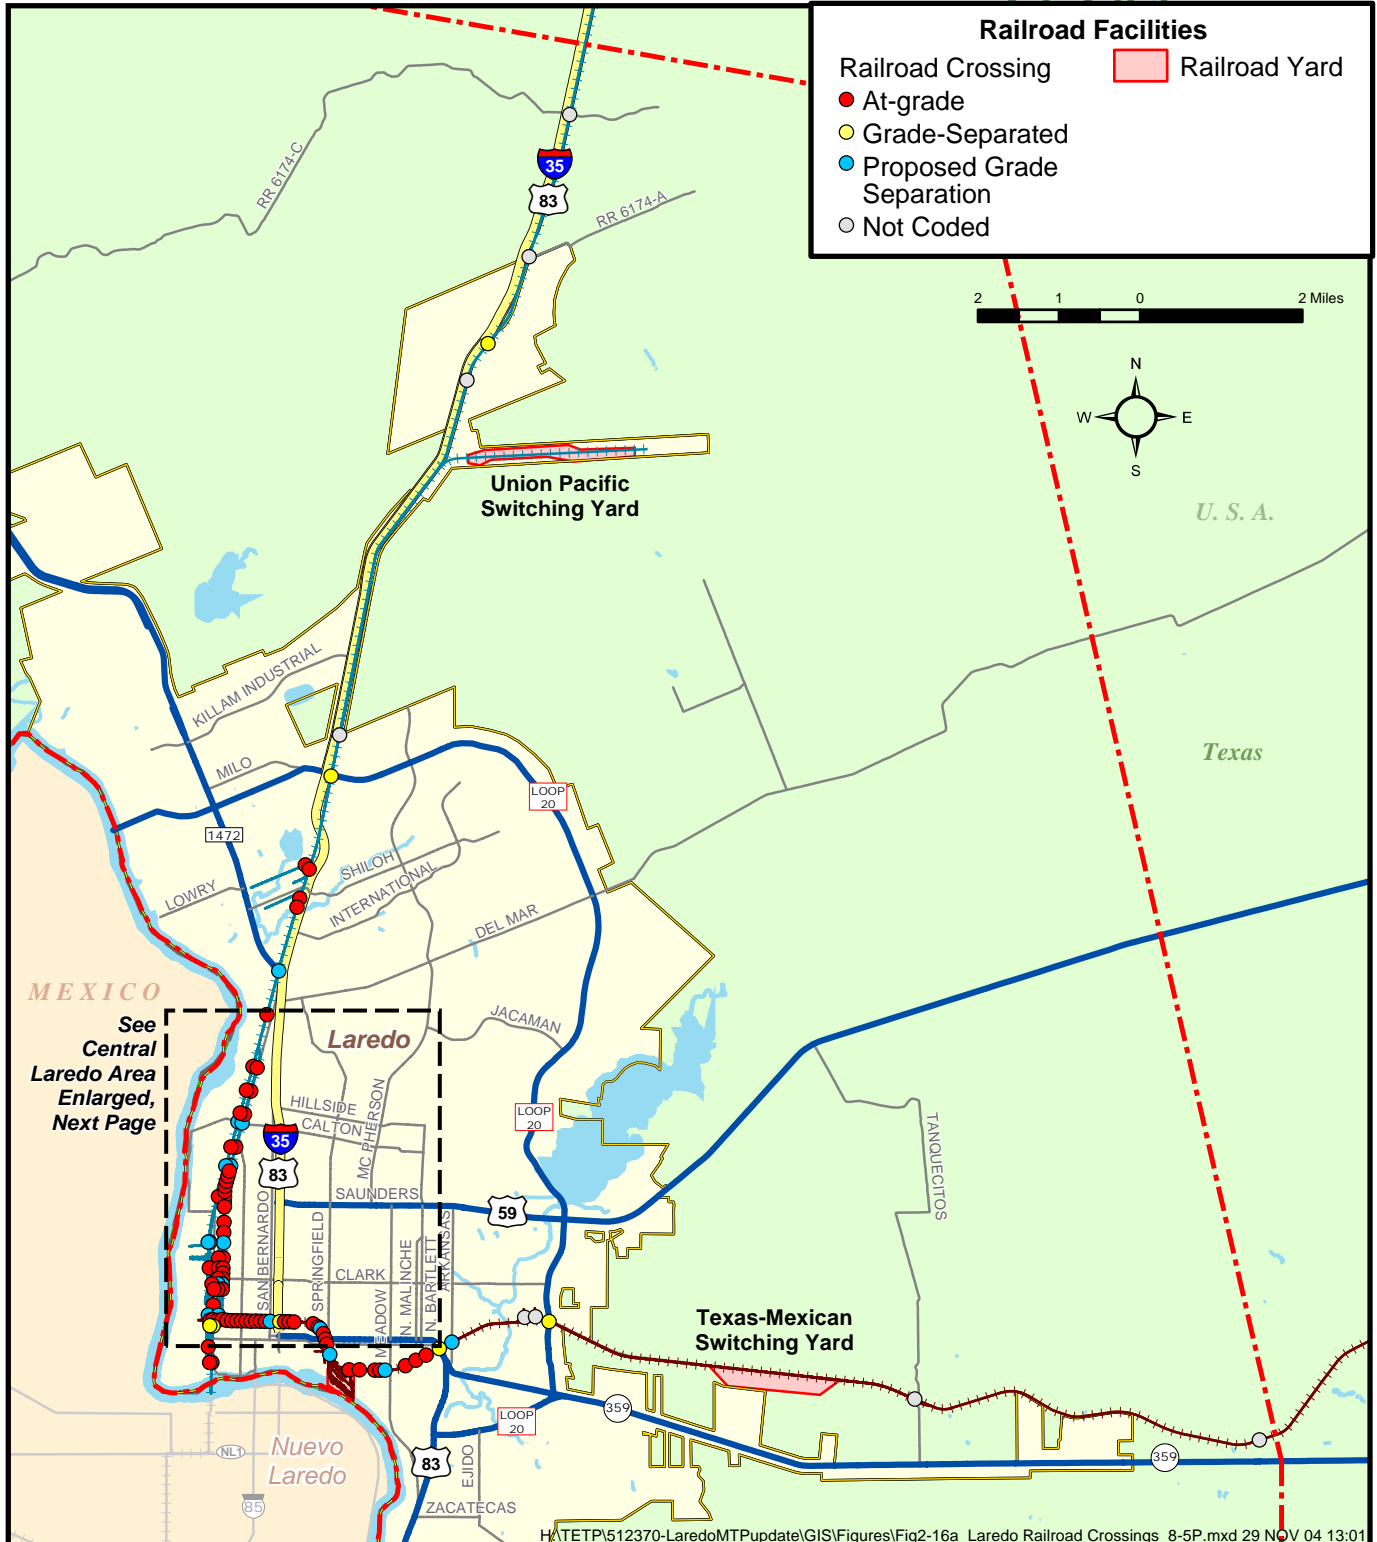 Railroad Facilities
Railroad Crossing
Railroad Yard
At-grade
Grade-Separated
Proposed Grade
Separation
Not Coded
RR 6174-C
35
83
RR 6174-A
2 1 0 2 Miles
N
W E
S
Union Pacific
Switching Yard
U. S. A.
KILLAM INDUSTRIAL
MILO
Texas
LOOP
20
1472
SHILOH
LOWRY
INTERNATIONAL
DEL MAR
MEXICO
See
Central
Laredo Area
Enlarged,
Next Page
Laredo
JACAMAN
HILLSIDE
CALTON
MC PHERSON
LOOP
20
TANQUECITOS
35
83
SAUNDERS
59
SAN BERNARDO
SPRINGFIELD
CLARK
MEADOW
N. MALINCHE
N. BARTLETT
ARKANSAS
Texas-Mexican
Switching Yard
359
LOOP
20
Nuevo
Laredo
NL1
85
83
EJIDO
359
ZACATECAS
H:\TETP\512370-LaredoMTPupdate\GIS\Figures\Fig2-16a_Laredo Railroad Crossings_8-5P.mxd 29 NOV 04 13:01